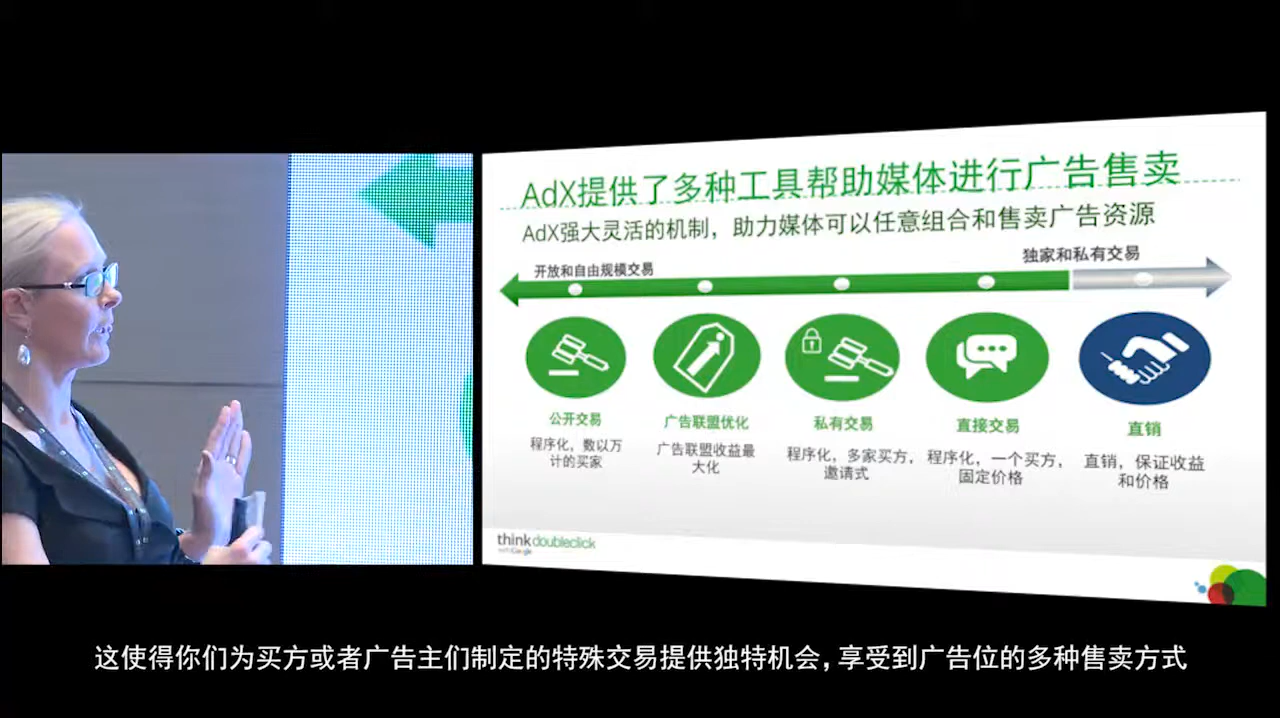 AdX提供了多种工具帮助媒体进行广告售卖
AdX强大灵活的机制，助力媒体可以任意组合和售卖广告资源
开放和自由规模交易
独家和私有交易
公开交易
程序化，数以万
计的买家
广告联盟优化
广告联盟收益最
大化
私有交易
程序化，多家买方，
邀请式
直接交易
程序化，一个买方，
固定价格
直销
直销，保证收益
和价格
think doubleclick
with Google
这使得你们为买方或者广告主们制定的特殊交易提供独特机会，享受到广告位的多种售卖方式